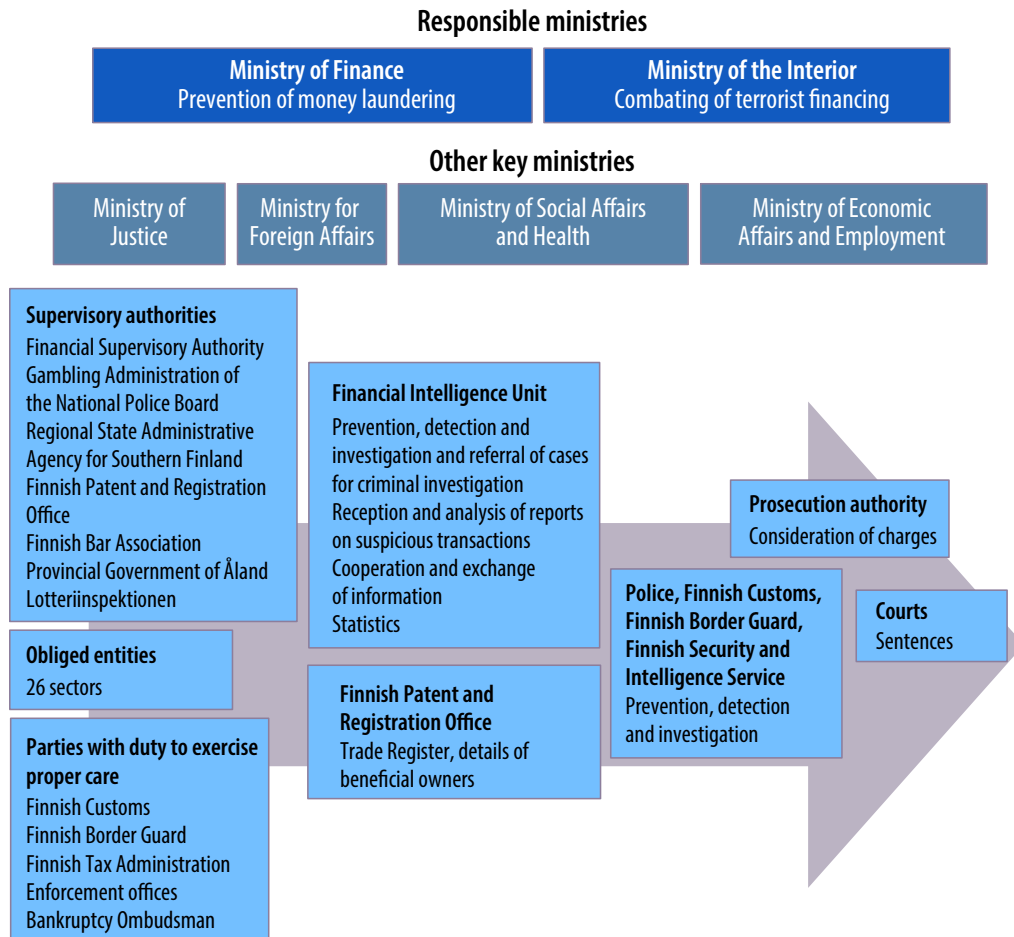 Responsible ministries
Ministry of Finance
Prevention of money laundering
Ministry of the Interior
Combating of terrorist financing
Other key ministries
Ministry of
Justice
Ministry for
Foreign Affairs
Ministry of Social Affairs
and Health
Ministry of Economic
Affairs and Employment
Supervisory authorities
Financial Supervisory Authority
Gambling Administration of
the National Police Board
Regional State Administrative
Agency for Southern Finland
Finnish Patent and Registration
Office
Finnish Bar Association
Provincial Government of Åland
Lotteriinspektionen
Obliged entities
26 sectors
Parties with duty to exercise
proper care
Finnish Customs
Finnish Border Guard
Finnish Tax Administration
Enforcement offices
Bankruptcy Ombudsman
Financial Intelligence Unit
Prevention, detection and
investigation and referral of cases
for criminal investigation
Reception and analysis of reports
on suspicious transactions
Cooperation and exchange
of information
Statistics
Finnish Patent and
Registration Office
Trade Register, details of
beneficial owners
Prosecution authority
Consideration of charges
Police, Finnish Customs,
Finnish Border Guard,
Finnish Security and
Intelligence Service
Prevention, detection
and investigation
Courts
Sentences